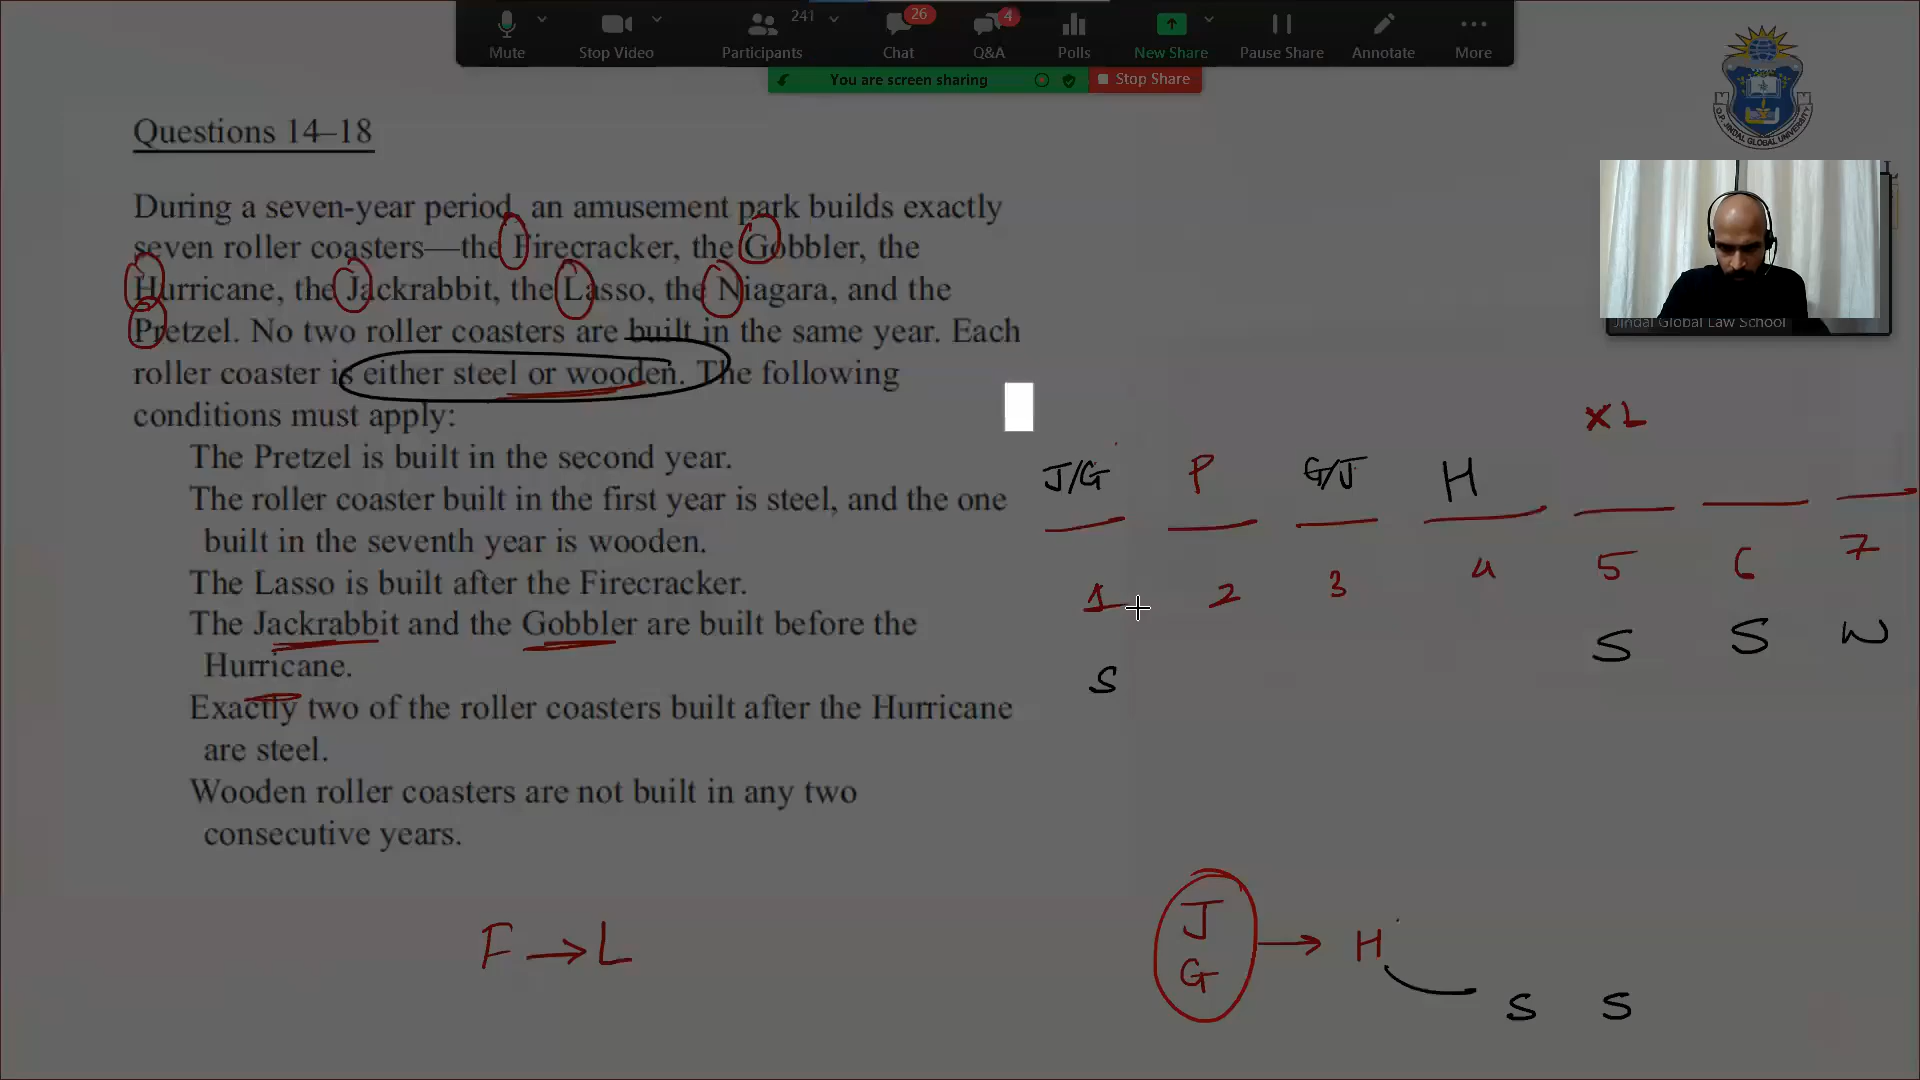 Mute
Stop Video
241
Participants
26
Chat
4
Q&A
Polls
New Share
Pause Share
Annotate
More
You are screen sharing
Stop Share
Questions 14–18
During a seven-year period, an amusement park builds exactly
seven roller coasters—the Firecracker, the Gobbler, the
Hurricane, the Jackrabbit, the Lasso, the Niagara, and the
Pretzel. No two roller coasters are built in the same year. Each
roller coaster is either steel or wooden. The following
conditions must apply:
The Pretzel is built in the second year.
The roller coaster built in the first year is steel, and the one
built in the seventh year is wooden.
The Lasso is built after the Firecracker.
The Jackrabbit and the Gobbler are built before the
Hurricane.
Exactly two of the roller coasters built after the Hurricane
are steel.
Wooden roller coasters are not built in any two
consecutive years.
F → L
O.P. JINDAL GLOBAL UNIVERSITY
Jindal Global Law School
X L
J/G P G/J H
1 2 3 4 5 6 7
S S S W
J
G → H
S S